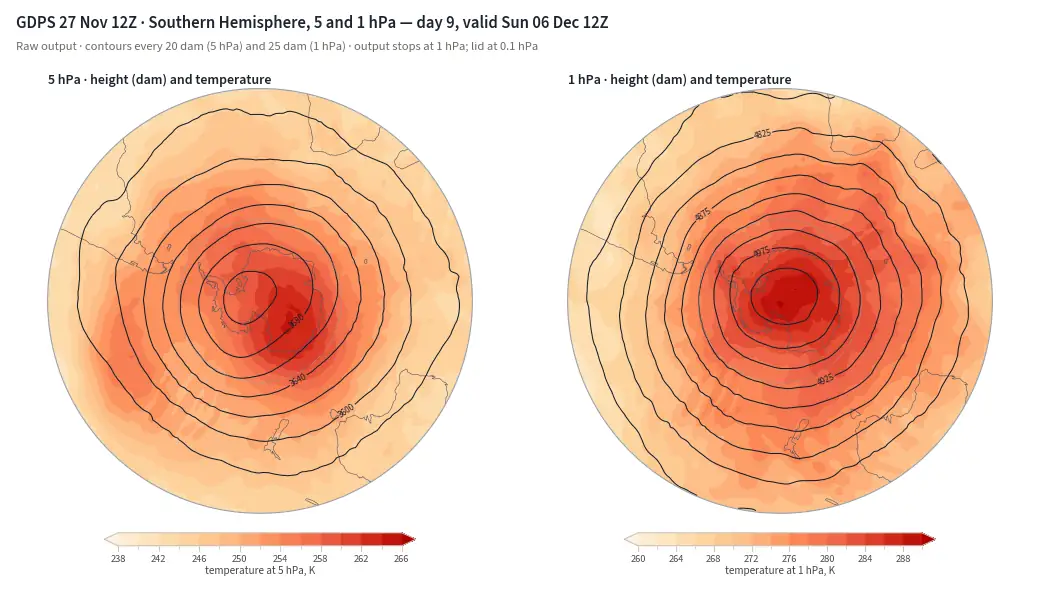 GDPS 27 Nov 12Z · Southern Hemisphere, 5 and 1 hPa — day 9, valid Sun 06 Dec 12Z
Raw output · contours every 20 dam (5 hPa) and 25 dam (1 hPa) · output stops at 1 hPa; lid at 0.1 hPa
5 hPa · height (dam) and temperature
3680
3640
3600
238 242 246 250 254 258 262 266
temperature at 5 hPa, K
1 hPa · height (dam) and temperature
4825
4875
4975
4925
260 264 268 272 276 280 284 288
temperature at 1 hPa, K